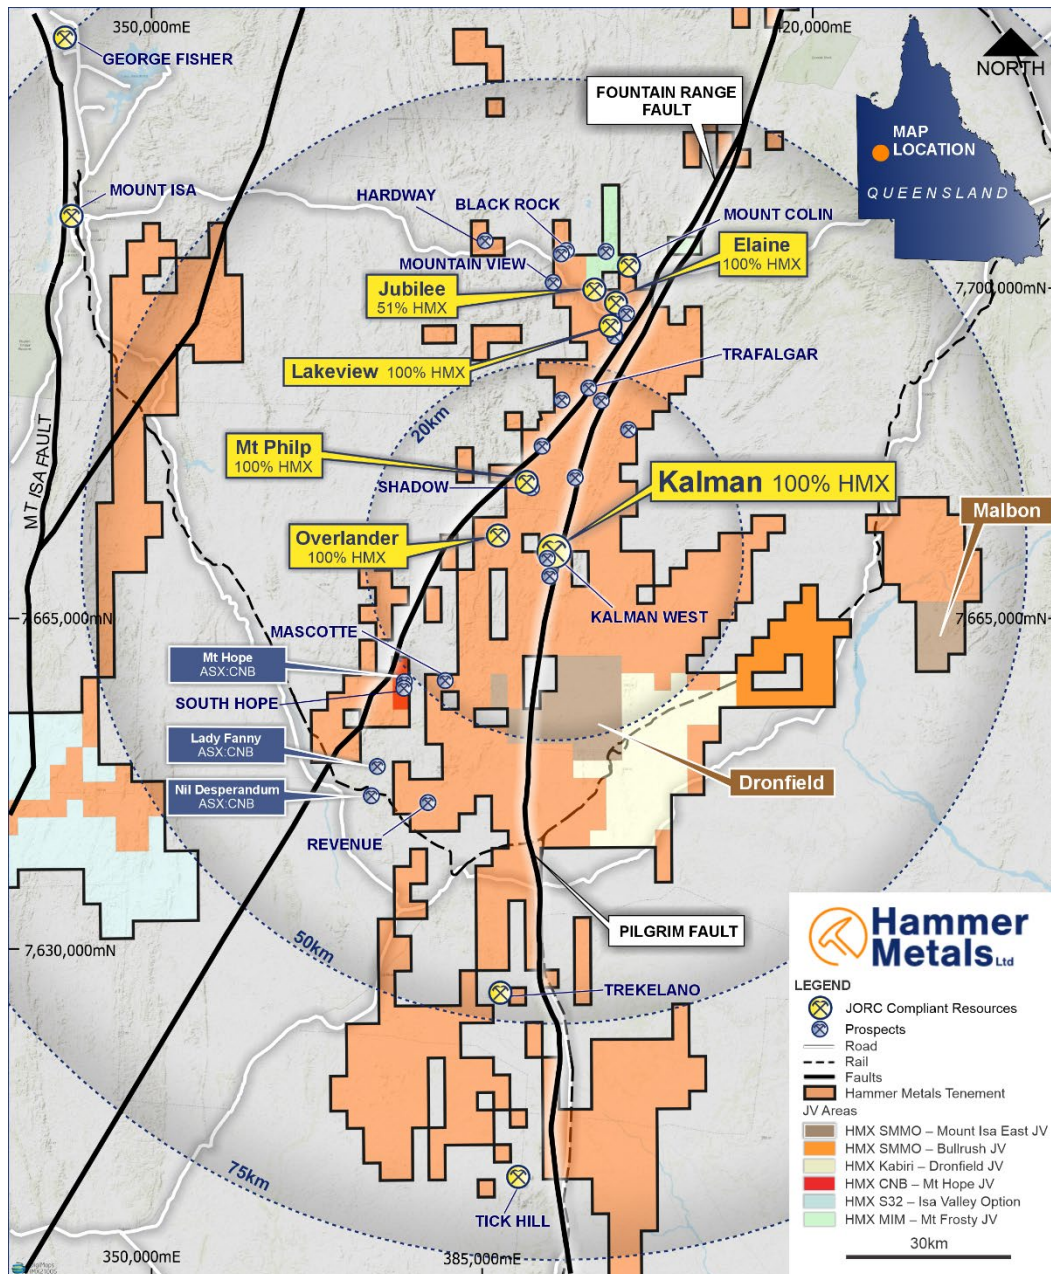 350,000mE
420,000mE
GEORGE FISHER
NORTH
FOUNTAIN RANGE
FAULT
MAP
LOCATION
QUEENSLAND
MOUNT ISA
HARDWAY
BLACK ROCK
MOUNT COLIN
Elaine
100% HMX
MOUNTAIN VIEW
Jubilee
51% HMX
7,700,000mN
Lakeview 100% HMX
TRAFALGAR
20km
MT ISA FAULT
Mt Philp
100% HMX
SHADOW
Kalman 100% HMX
Malbon
Overlander
100% HMX
KALMAN WEST
7,665,000mN
7,665,000mN
MASCOTTE
Mt Hope
ASX:CNB
SOUTH HOPE
Lady Fanny
ASX:CNB
Dronfield
Nil Desperandum
ASX:CNB
REVENUE
PILGRIM FAULT
50km
7,630,000mN
TREKELANO
75km
TICK HILL
350,000mE
385,000mE
Hammer
Metals Ltd
LEGEND
JORC Compliant Resources
Prospects
Road
Rail
Faults
Hammer Metals Tenement
JV Areas
HMX SMMO – Mount Isa East JV
HMX SMMO – Bullrush JV
HMX Kabiri – Dronfield JV
HMX CNB – Mt Hope JV
HMX S32 – Isa Valley Option
HMX MIM – Mt Frosty JV
30km